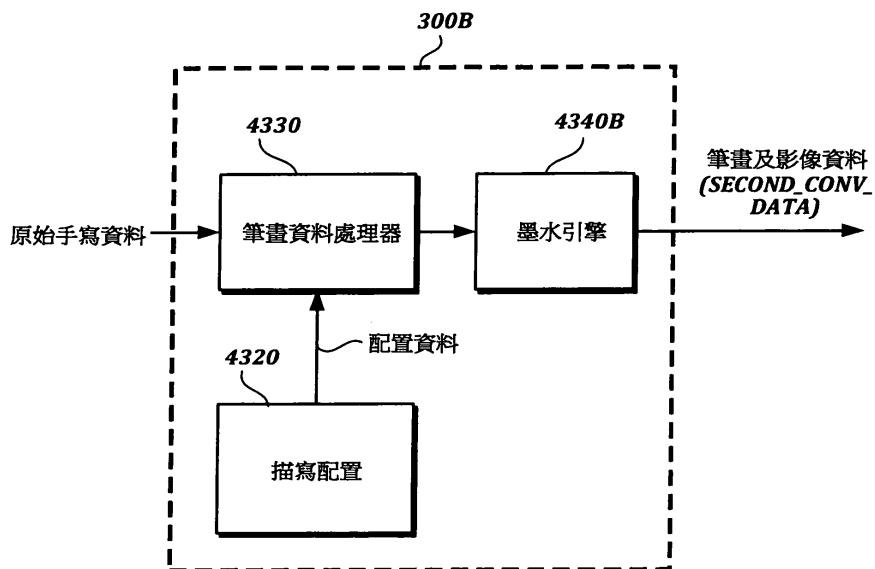 300B
4330
4340B
筆畫及影像資料
(SECOND_CONV_
DATA)
原始手寫資料
筆畫資料處理器
墨水引擎
配置資料
4320
描寫配置